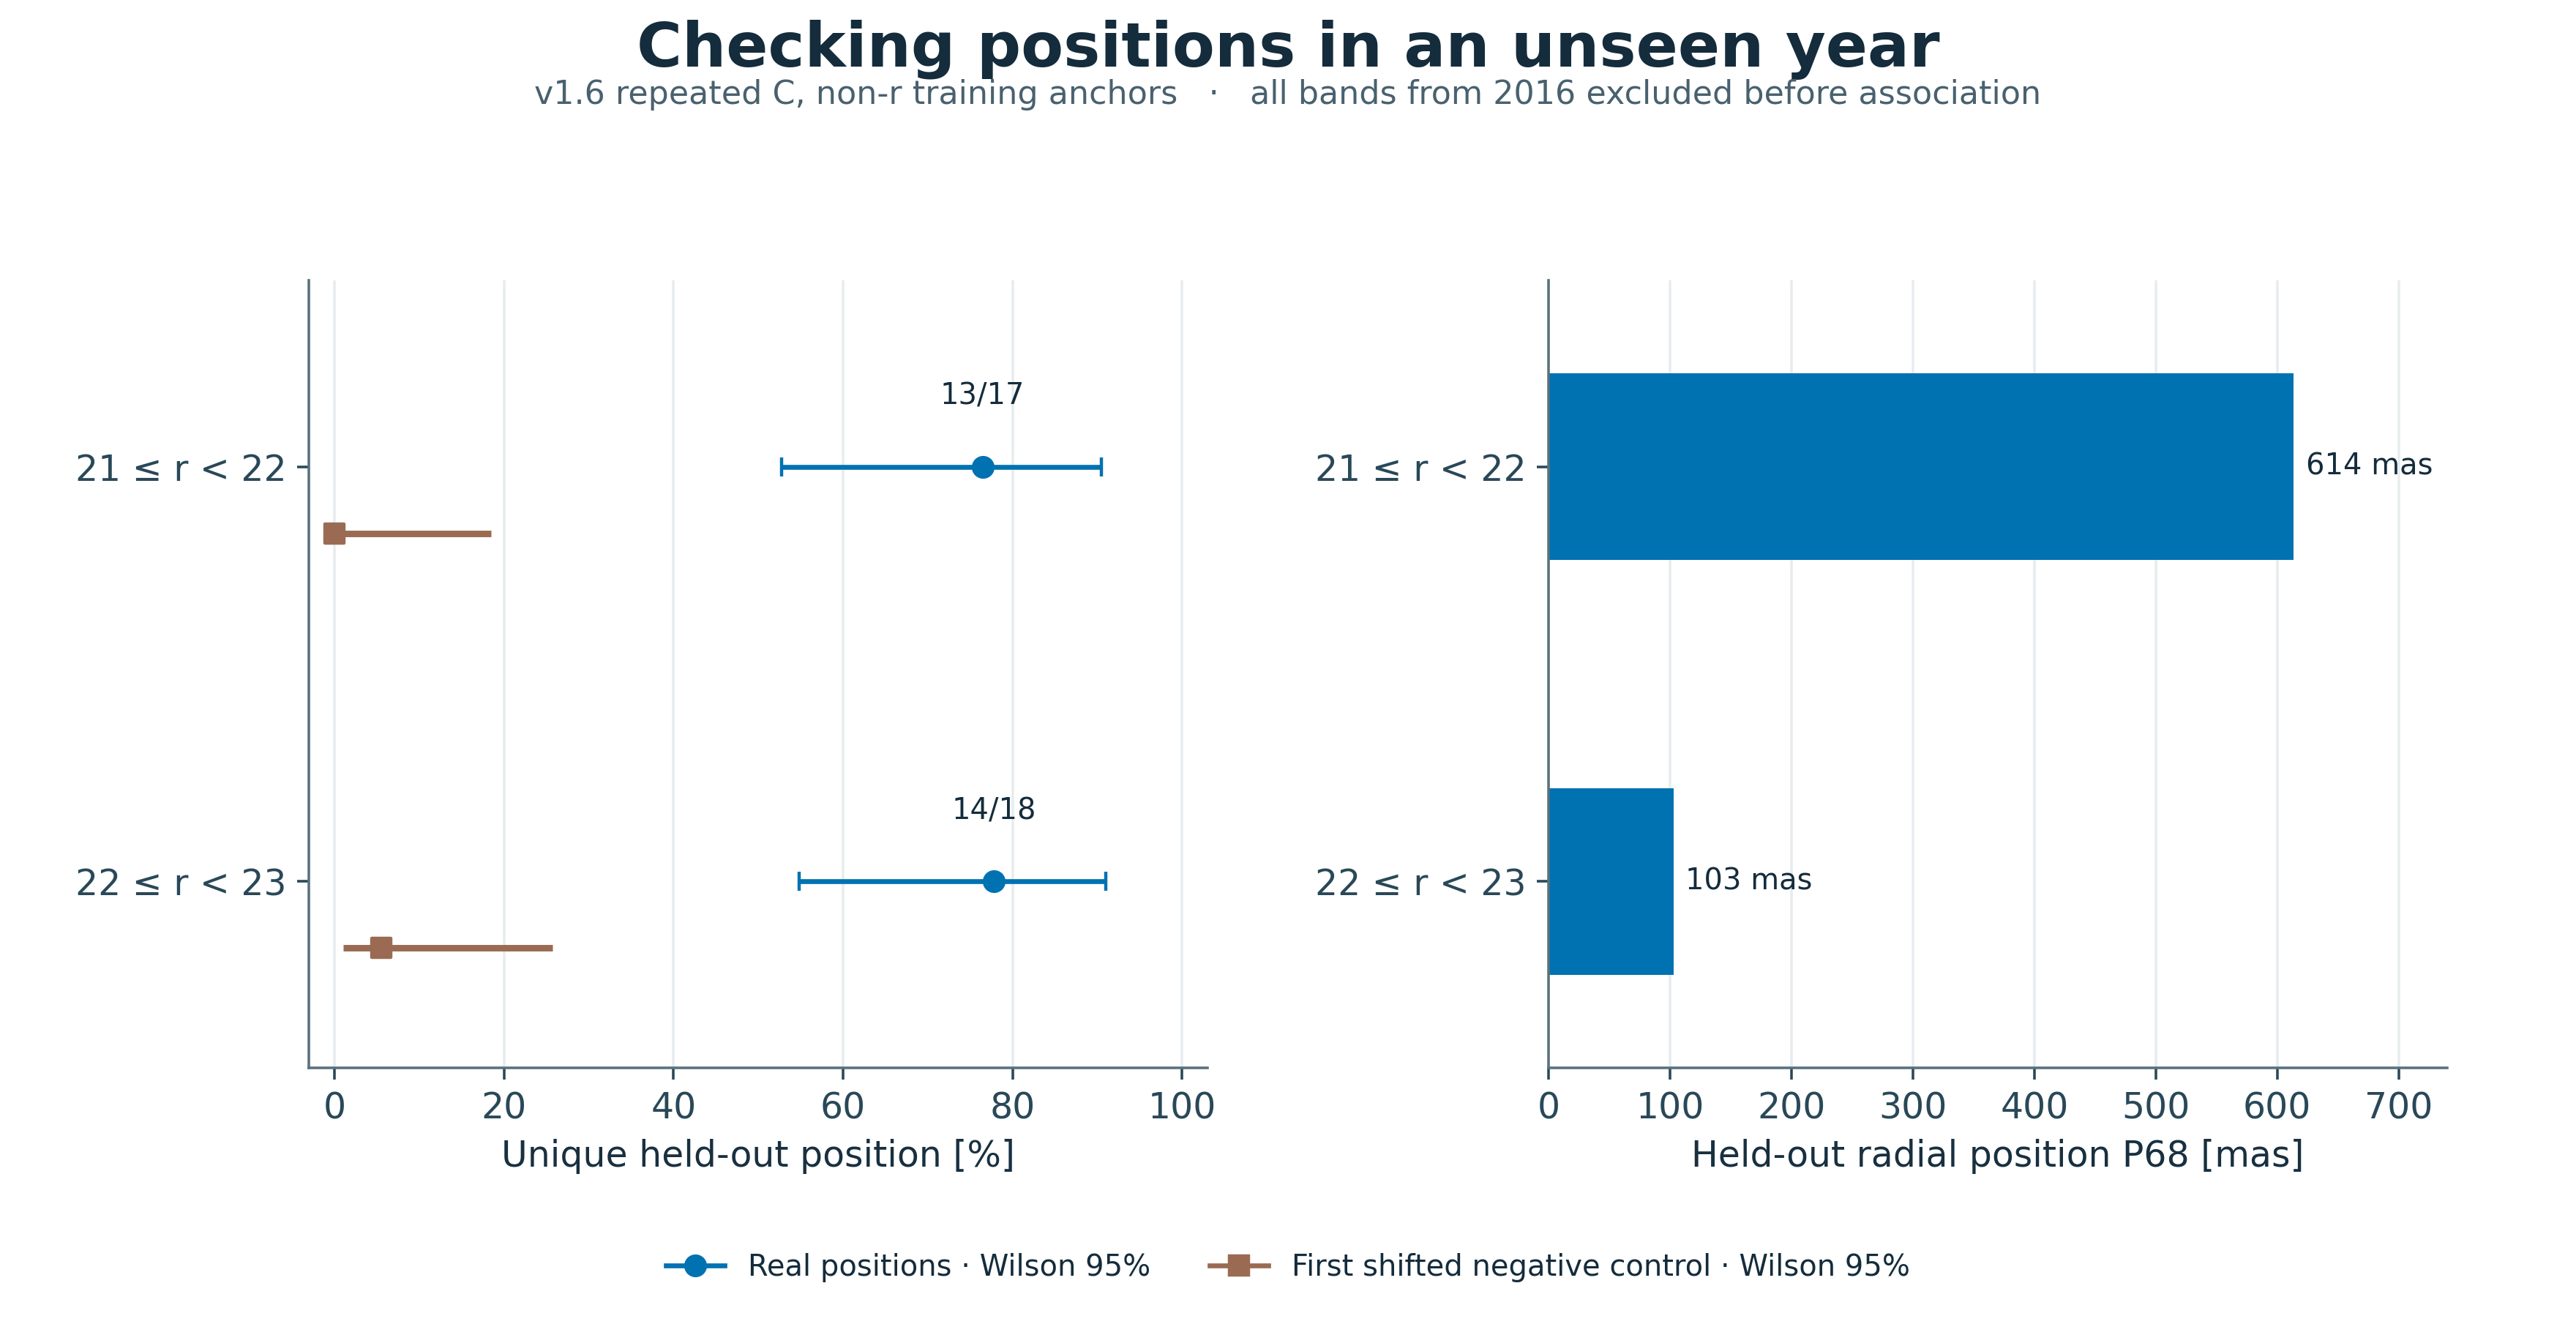 Checking positions in an unseen year
v1.6 repeated C, non-r training anchors · all bands from 2016 excluded before association
21 ≤ r < 22
22 ≤ r < 23
13/17
14/18
0 20 40 60 80 100
Unique held-out position [%]
21 ≤ r < 22
22 ≤ r < 23
614 mas
103 mas
0 100 200 300 400 500 600 700
Held-out radial position P68 [mas]
Real positions · Wilson 95%
First shifted negative control · Wilson 95%